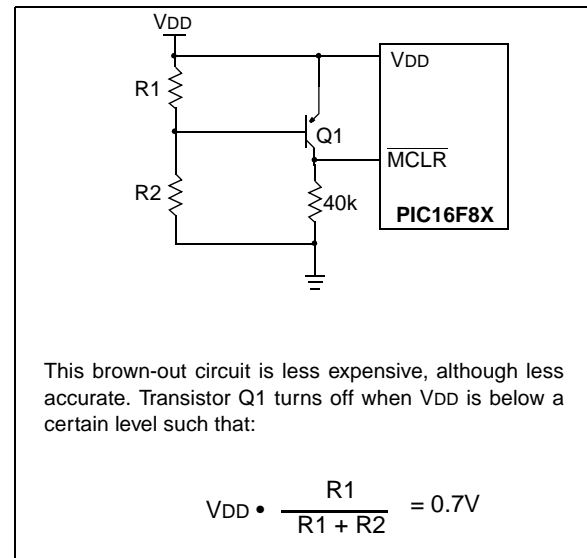 VDD
VDD
R1
Q1
MCLR
R2
40k
PIC16F8X
This brown-out circuit is less expensive, although less
accurate. Transistor Q1 turns off when VDD is below a
certain level such that:
VDD • R1 / R1 + R2 = 0.7V